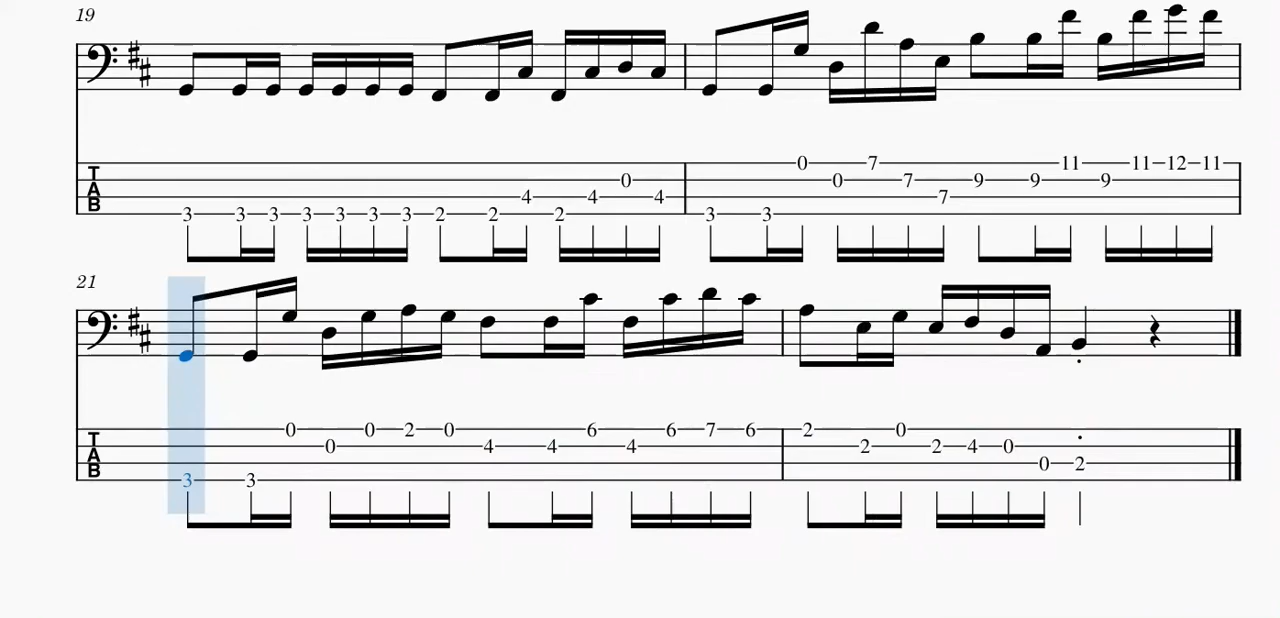 19
0 7 11 11 12 11
T 0 0 7 9 9 9
A 4 4 4 7
B 3 3 3 3 3 3 3 2 2 2 3 3
21
0 0 2 0 6 6 7 6 2 0
T 0 4 4 4 2 2 4 0
A 0 2
B 3 3